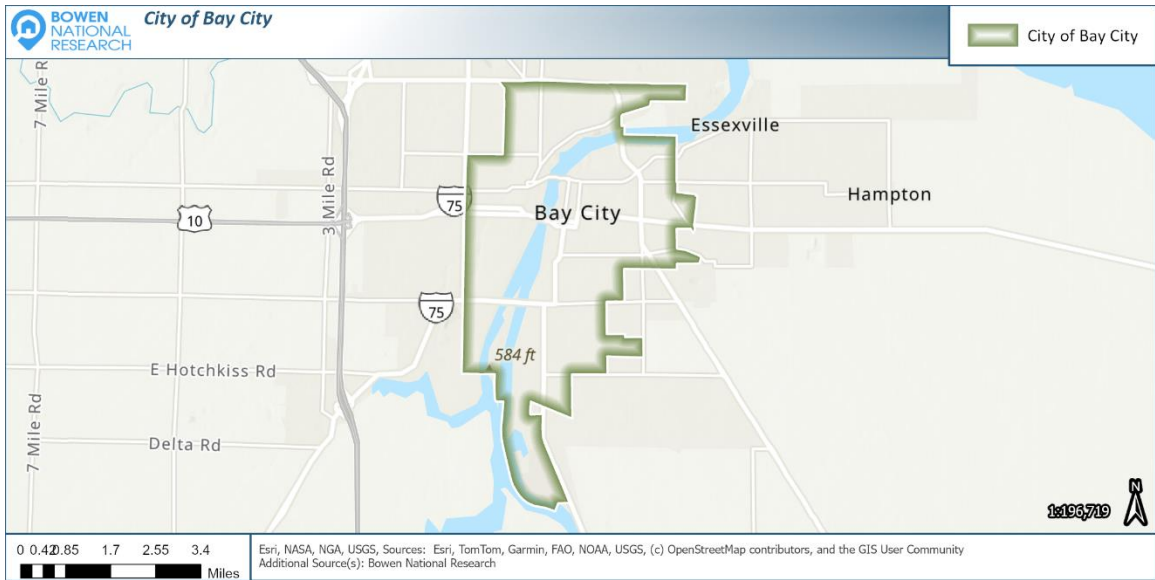 BOWEN
NATIONAL
RESEARCH
City of Bay City
City of Bay City
7 Mile R
3 Mile Rd
Essexville
Hampton
75
10
Bay City
75
584 ft
E Hotchkiss Rd
7 Mile Rd
Delta Rd
N
1:196,719
0 0.42 0.85 1.7 2.55 3.4
Miles
Esri, NASA, NGA, USGS, Sources: Esri, TomTom, Garmin, FAO, NOAA, USGS, (c) OpenStreetMap contributors, and the GIS User Community
Additional Source(s): Bowen National Research